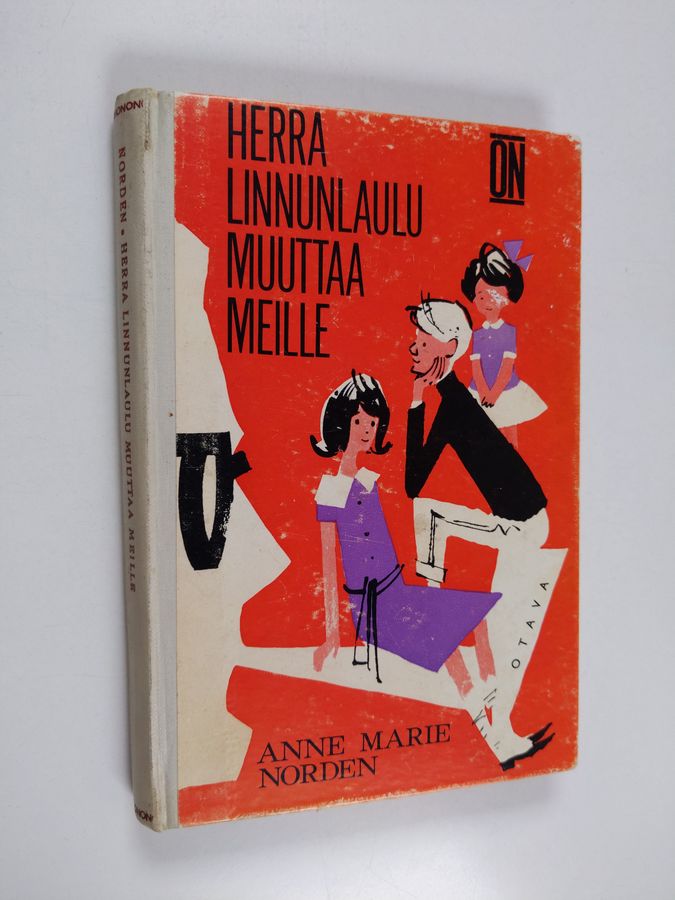 HERRA
LINNUNLAULU
MUUTTAA
MEILLE
ON
OTAVA
ANNE MARIE
NORDEN
NORDEN • HERRA LINNUNLAULU MUUTTAA MEILLE